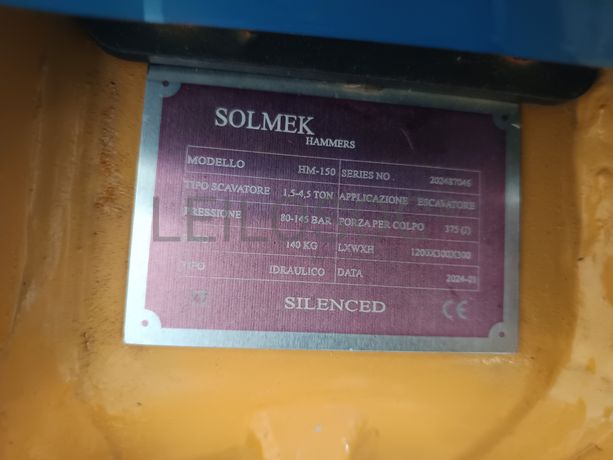 SOLMEK
HAMMERS
MODELLO HM-150 SERIES NO . 202487046
TIPO SCAVATORE 1,5-4,5 TON APPLICAZIONE ESCAVATORE
PRESSIONE 80-145 BAR FORZA PER COLPO 375 (J)
140 KG LXWXH 1200X300X300
TIPO IDRAULICO DATA 2024-01
SILENCED CE